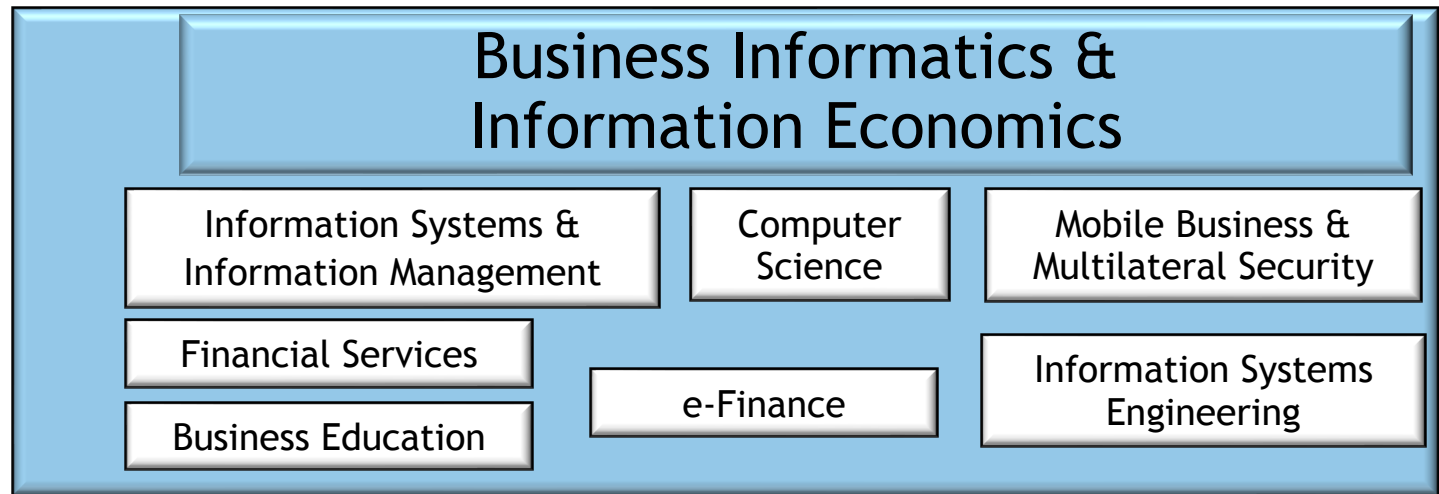 Business Informatics &
Information Economics
Information Systems &
Information Management
Computer
Science
Mobile Business &
Multilateral Security
Financial Services
e-Finance
Information Systems
Engineering
Business Education